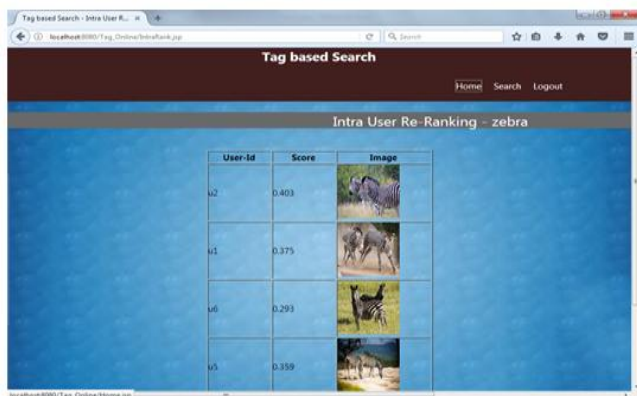 Tag based Search - Intra User R...
localhost:8080/Tag_Online/IntraRank.jsp
Search
Tag based Search
Home Search Logout
Intra User Re-Ranking - zebra
User-Id Score Image
u2 0.403
u1 0.375
u6 0.293
u5 0.359
localhost:8080/Tag_Online/Home.jsp